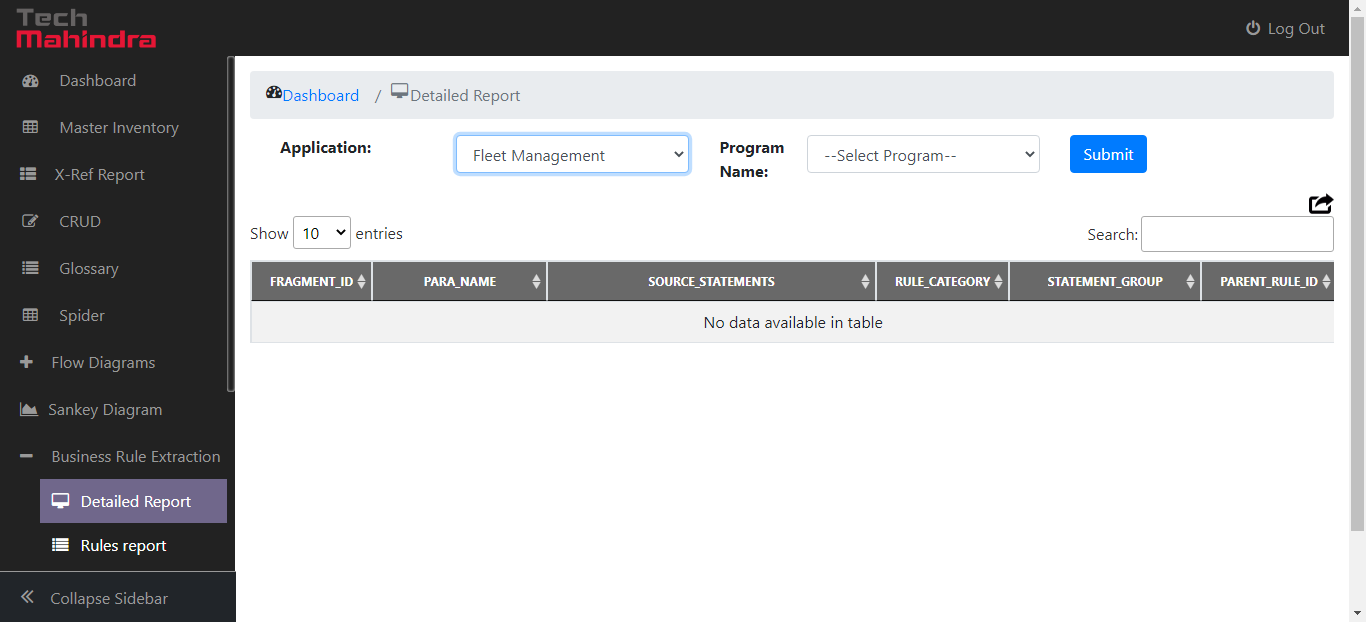 Tech
Mahindra
Log Out
Dashboard
Master Inventory
X-Ref Report
CRUD
Glossary
Spider
Flow Diagrams
Sankey Diagram
Business Rule Extraction
Detailed Report
Rules report
Collapse Sidebar
Dashboard / Detailed Report
Application: Fleet Management Program Name: --Select Program-- Submit
Show 10 entries Search:
FRAGMENT_ID PARA_NAME SOURCE_STATEMENTS RULE_CATEGORY STATEMENT_GROUP PARENT_RULE_ID
No data available in table